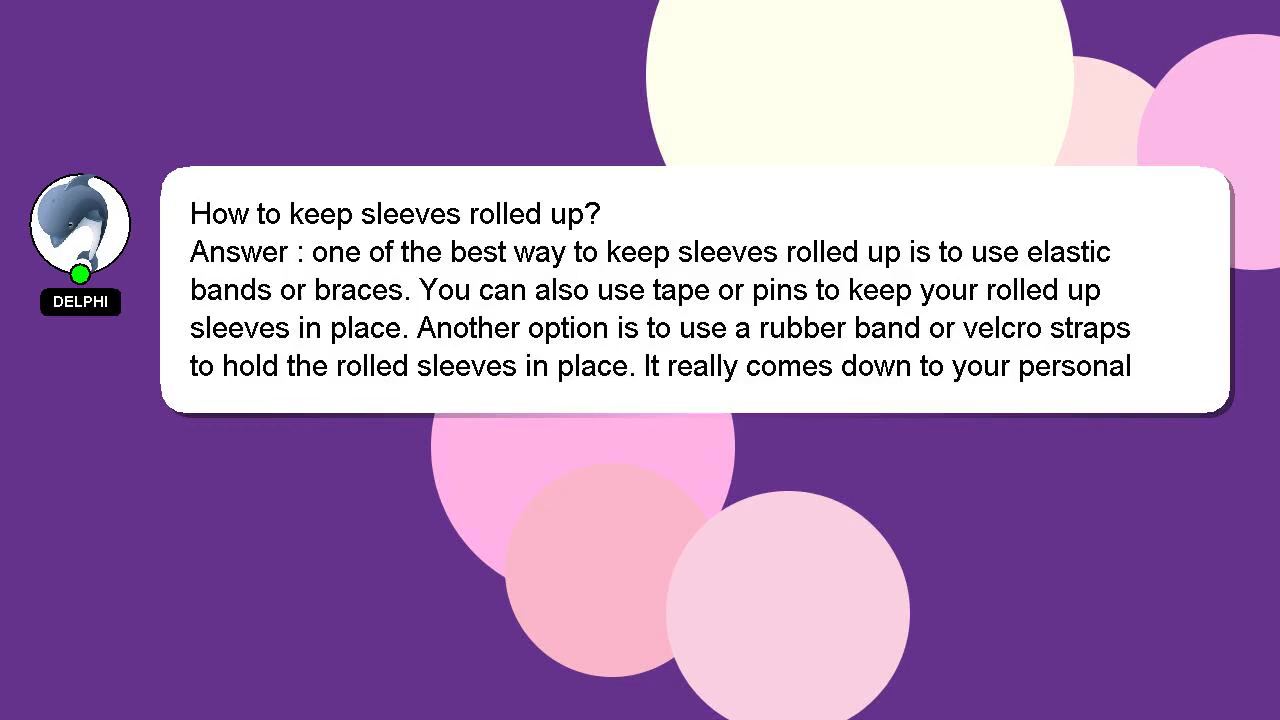 How to keep sleeves rolled up?
Answer : one of the best way to keep sleeves rolled up is to use elastic
bands or braces. You can also use tape or pins to keep your rolled up
sleeves in place. Another option is to use a rubber band or velcro straps
to hold the rolled sleeves in place. It really comes down to your personal
DELPHI